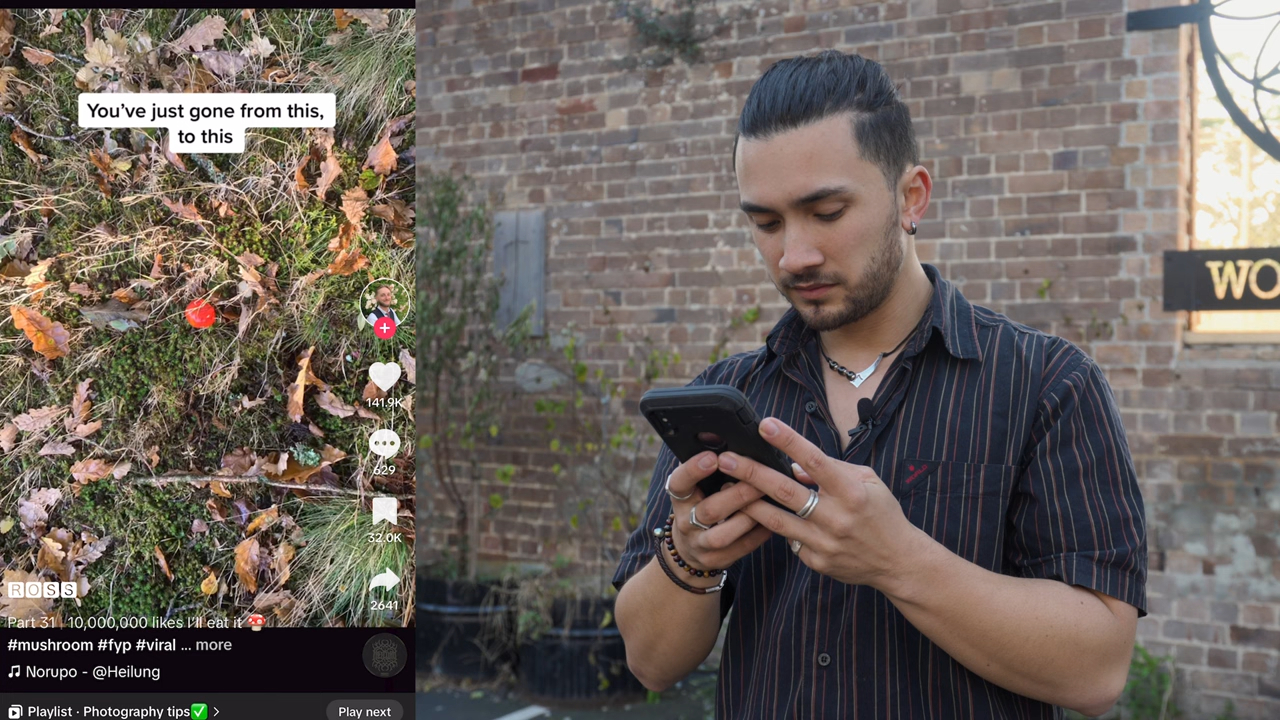 You've just gone from this,
to this
141.9K
629
32.0K
2641
ROSS
Part 31 10,000,000 likes I'll eat it 🍄
#mushroom #fyp #viral ... more
Norupo - @Heilung
Playlist · Photography tips✅ >
Play next
WO